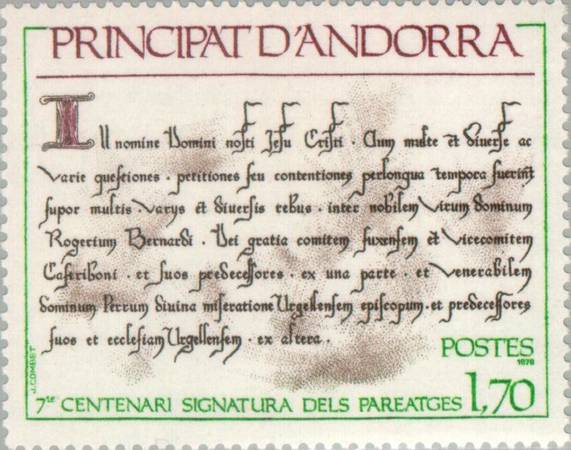 PRINCIPAT D'ANDORRA
In nomine Domini nostri Jesu Cristi · Cum multe et diverse ac
varie questiones · petitiones seu contentiones perlongua tempora fuerint
super multis varys et diversis rebus · inter nobilem virum dominum
Rogerium Bernardi · Dei gratia comitem fuxensem et vicecomitem
Castriboni · et suos predecessores · ex una parte · et venerabilem
dominum Petrum divina miseratione Urgellensem episcopum · et predecessores
suos et ecclesiam Urgellensem · ex altera ·
POSTES
1978
1,70
7LE CENTENARI SIGNATURA DELS PAREATGES
J. COMBET